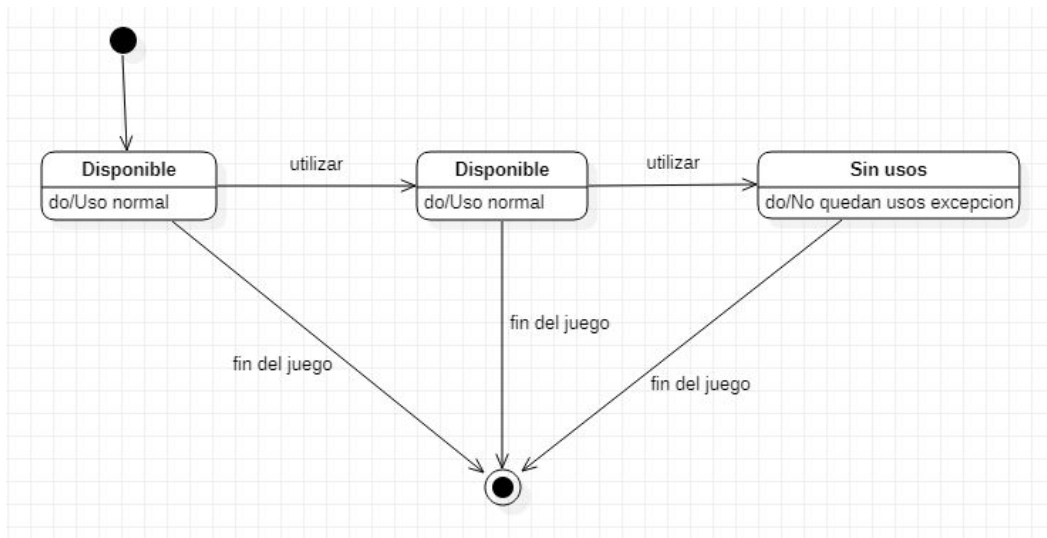 Disponible
do/Uso normal
utilizar
Disponible
do/Uso normal
utilizar
Sin usos
do/No quedan usos excepcion
fin del juego
fin del juego
fin del juego